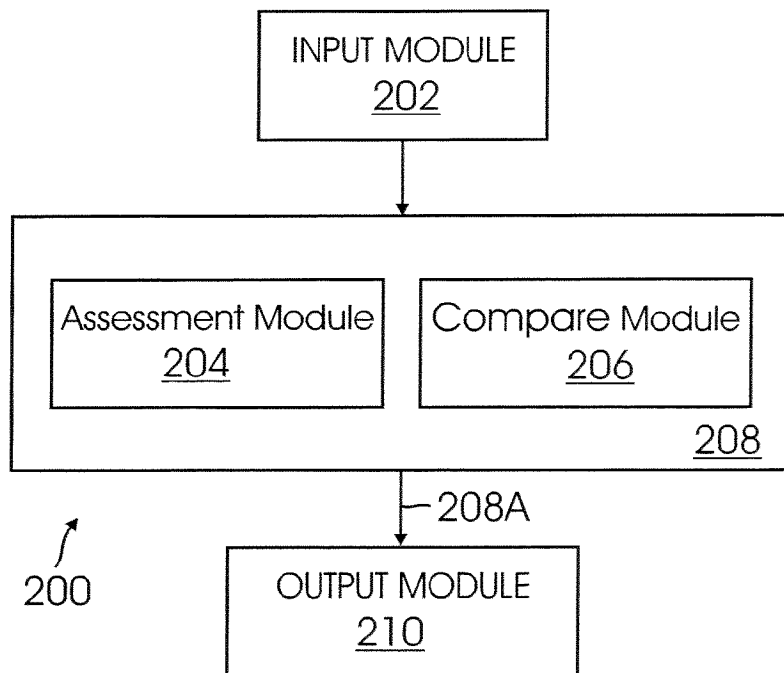 INPUT MODULE
202
Assessment Module
204
Compare Module
206
208
208A
200
OUTPUT MODULE
210